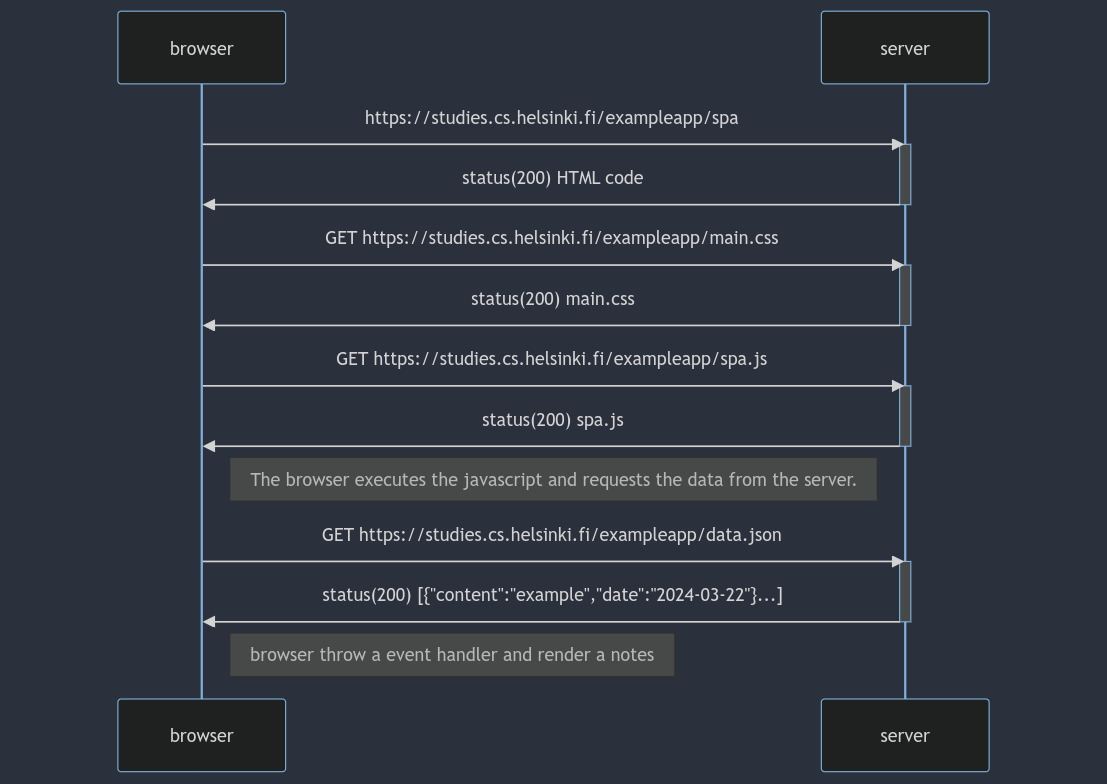 browser
server
https://studies.cs.helsinki.fi/exampleapp/spa
status(200) HTML code
GET https://studies.cs.helsinki.fi/exampleapp/main.css
status(200) main.css
GET https://studies.cs.helsinki.fi/exampleapp/spa.js
status(200) spa.js
The browser executes the javascript and requests the data from the server.
GET https://studies.cs.helsinki.fi/exampleapp/data.json
status(200) [{"content":"example","date":"2024-03-22"}...]
browser throw a event handler and render a notes
browser
server